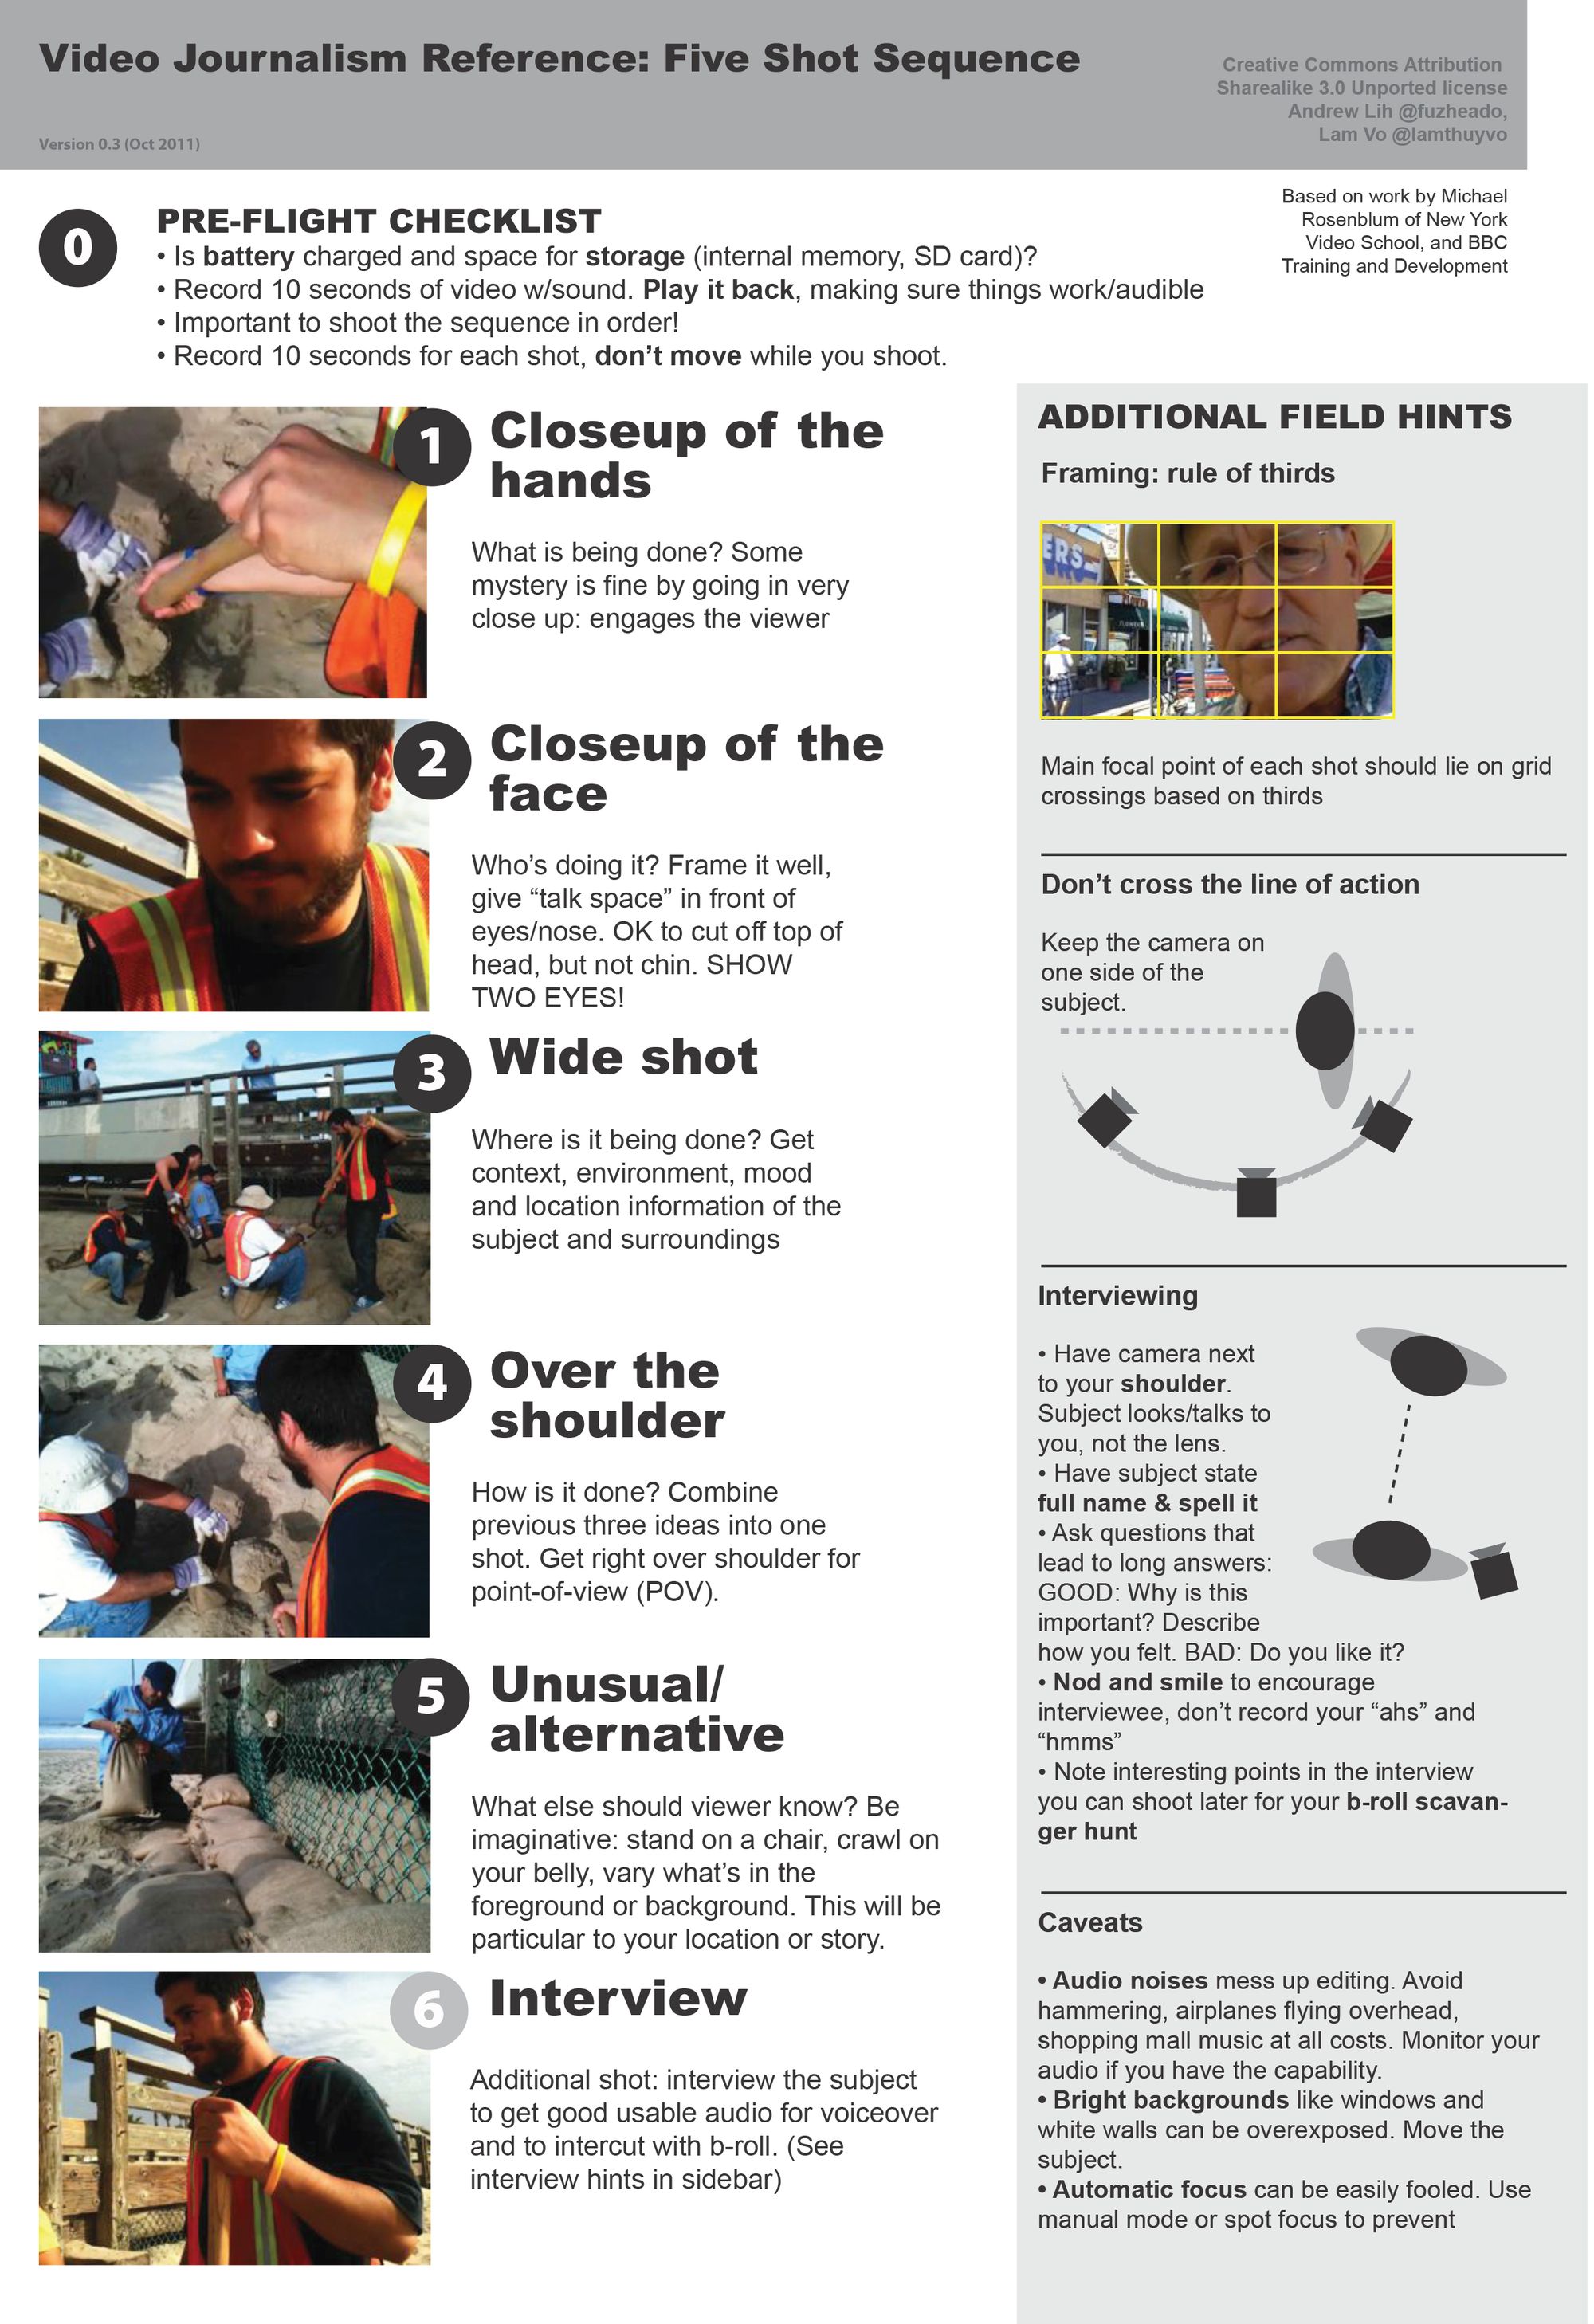 Video Journalism Reference: Five Shot Sequence
Version 0.3 (Oct 2011)
Creative Commons Attribution
Sharealike 3.0 Unported license
Andrew Lih @fuzheado,
Lam Vo @lamthuyvo
Based on work by Michael
Rosenblum of New York
Video School, and BBC
Training and Development
0
PRE-FLIGHT CHECKLIST
• Is battery charged and space for storage (internal memory, SD card)?
• Record 10 seconds of video w/sound. Play it back, making sure things work/audible
• Important to shoot the sequence in order!
• Record 10 seconds for each shot, don’t move while you shoot.
1
Closeup of the
hands
What is being done? Some
mystery is fine by going in very
close up: engages the viewer
2
Closeup of the
face
Who’s doing it? Frame it well,
give “talk space” in front of
eyes/nose. OK to cut off top of
head, but not chin. SHOW
TWO EYES!
3
Wide shot
Where is it being done? Get
context, environment, mood
and location information of the
subject and surroundings
4
Over the
shoulder
How is it done? Combine
previous three ideas into one
shot. Get right over shoulder for
point-of-view (POV).
5
Unusual/
alternative
What else should viewer know? Be
imaginative: stand on a chair, crawl on
your belly, vary what’s in the
foreground or background. This will be
particular to your location or story.
6
Interview
Additional shot: interview the subject
to get good usable audio for voiceover
and to intercut with b-roll. (See
interview hints in sidebar)
ADDITIONAL FIELD HINTS
Framing: rule of thirds
ERS
FLOWERS
Main focal point of each shot should lie on grid
crossings based on thirds
Don’t cross the line of action
Keep the camera on
one side of the
subject.
Interviewing
• Have camera next
to your shoulder.
Subject looks/talks to
you, not the lens.
• Have subject state
full name & spell it
• Ask questions that
lead to long answers:
GOOD: Why is this
important? Describe
how you felt. BAD: Do you like it?
• Nod and smile to encourage
interviewee, don’t record your “ahs” and
“hmms”
• Note interesting points in the interview
you can shoot later for your b-roll scavan-
ger hunt
Caveats
• Audio noises mess up editing. Avoid
hammering, airplanes flying overhead,
shopping mall music at all costs. Monitor your
audio if you have the capability.
• Bright backgrounds like windows and
white walls can be overexposed. Move the
subject.
• Automatic focus can be easily fooled. Use
manual mode or spot focus to prevent